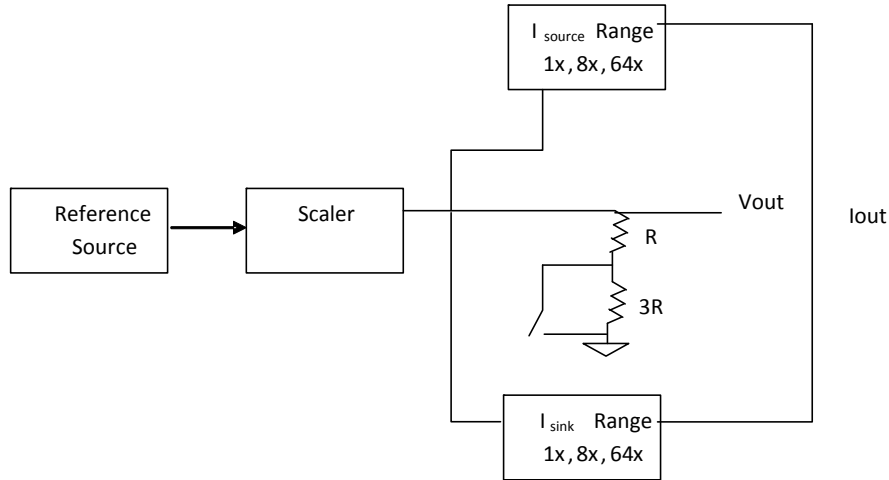 I source Range
1x, 8x, 64x
Reference
Source
Scaler
Vout
Iout
R
3R
I sink Range
1x, 8x, 64x